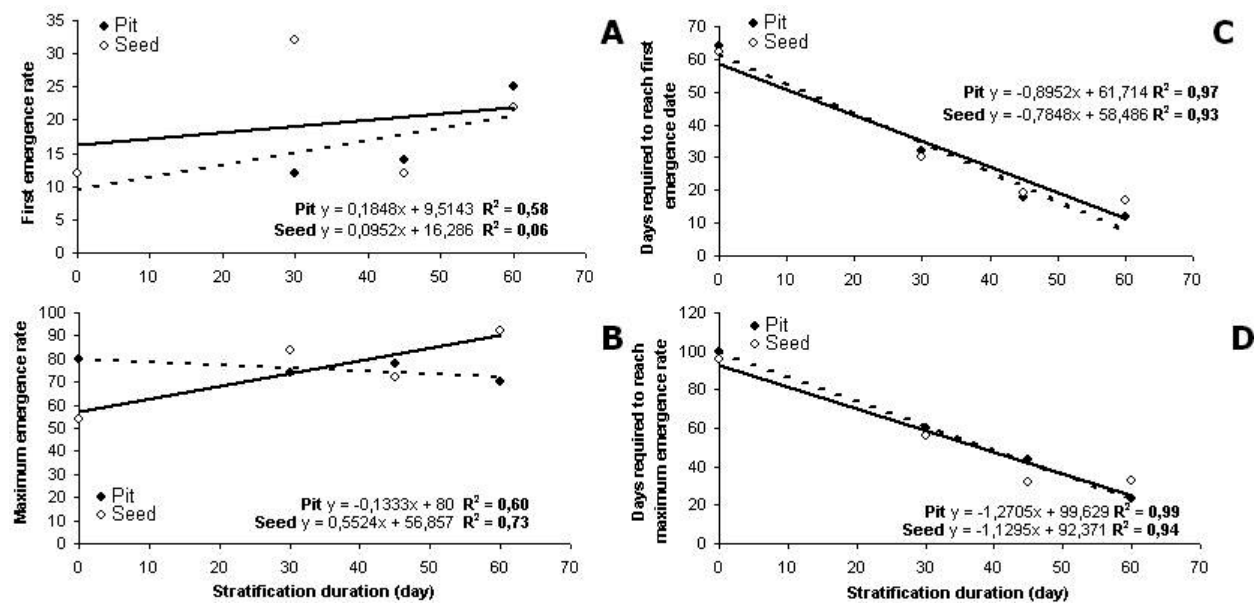 Pit
Seed
A
First emergence rate
40
35
30
25
20
15
10
5
0
Pit y = 0,1848x + 9,5143 R² = 0,58
Seed y = 0,0952x + 16,286 R² = 0,06
0 10 20 30 40 50 60 70
Pit
Seed
C
Days required to reach first
emergence date
70
60
50
40
30
20
10
0
Pit y = -0,8952x + 61,714 R² = 0,97
Seed y = -0,7848x + 58,486 R² = 0,93
0 10 20 30 40 50 60 70
B
Maximum emergence rate
100
90
80
70
60
50
40
30
20
10
0
Pit
Seed
Pit y = -0,1333x + 80 R² = 0,60
Seed y = 0,5524x + 56,857 R² = 0,73
0 10 20 30 40 50 60 70
Stratification duration (day)
Pit
Seed
D
Days required to reach
maximum emergence rate
120
100
80
60
40
20
0
Pit y = -1,2705x + 99,629 R² = 0,99
Seed y = -1,1295x + 92,371 R² = 0,94
0 10 20 30 40 50 60 70
Stratification duration (day)